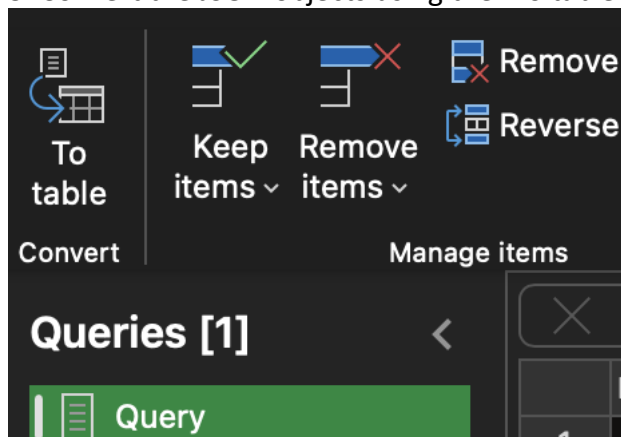 Remove
Reverse
To
table
Keep
items
Remove
items
Convert
Manage items
Queries [1]
Query